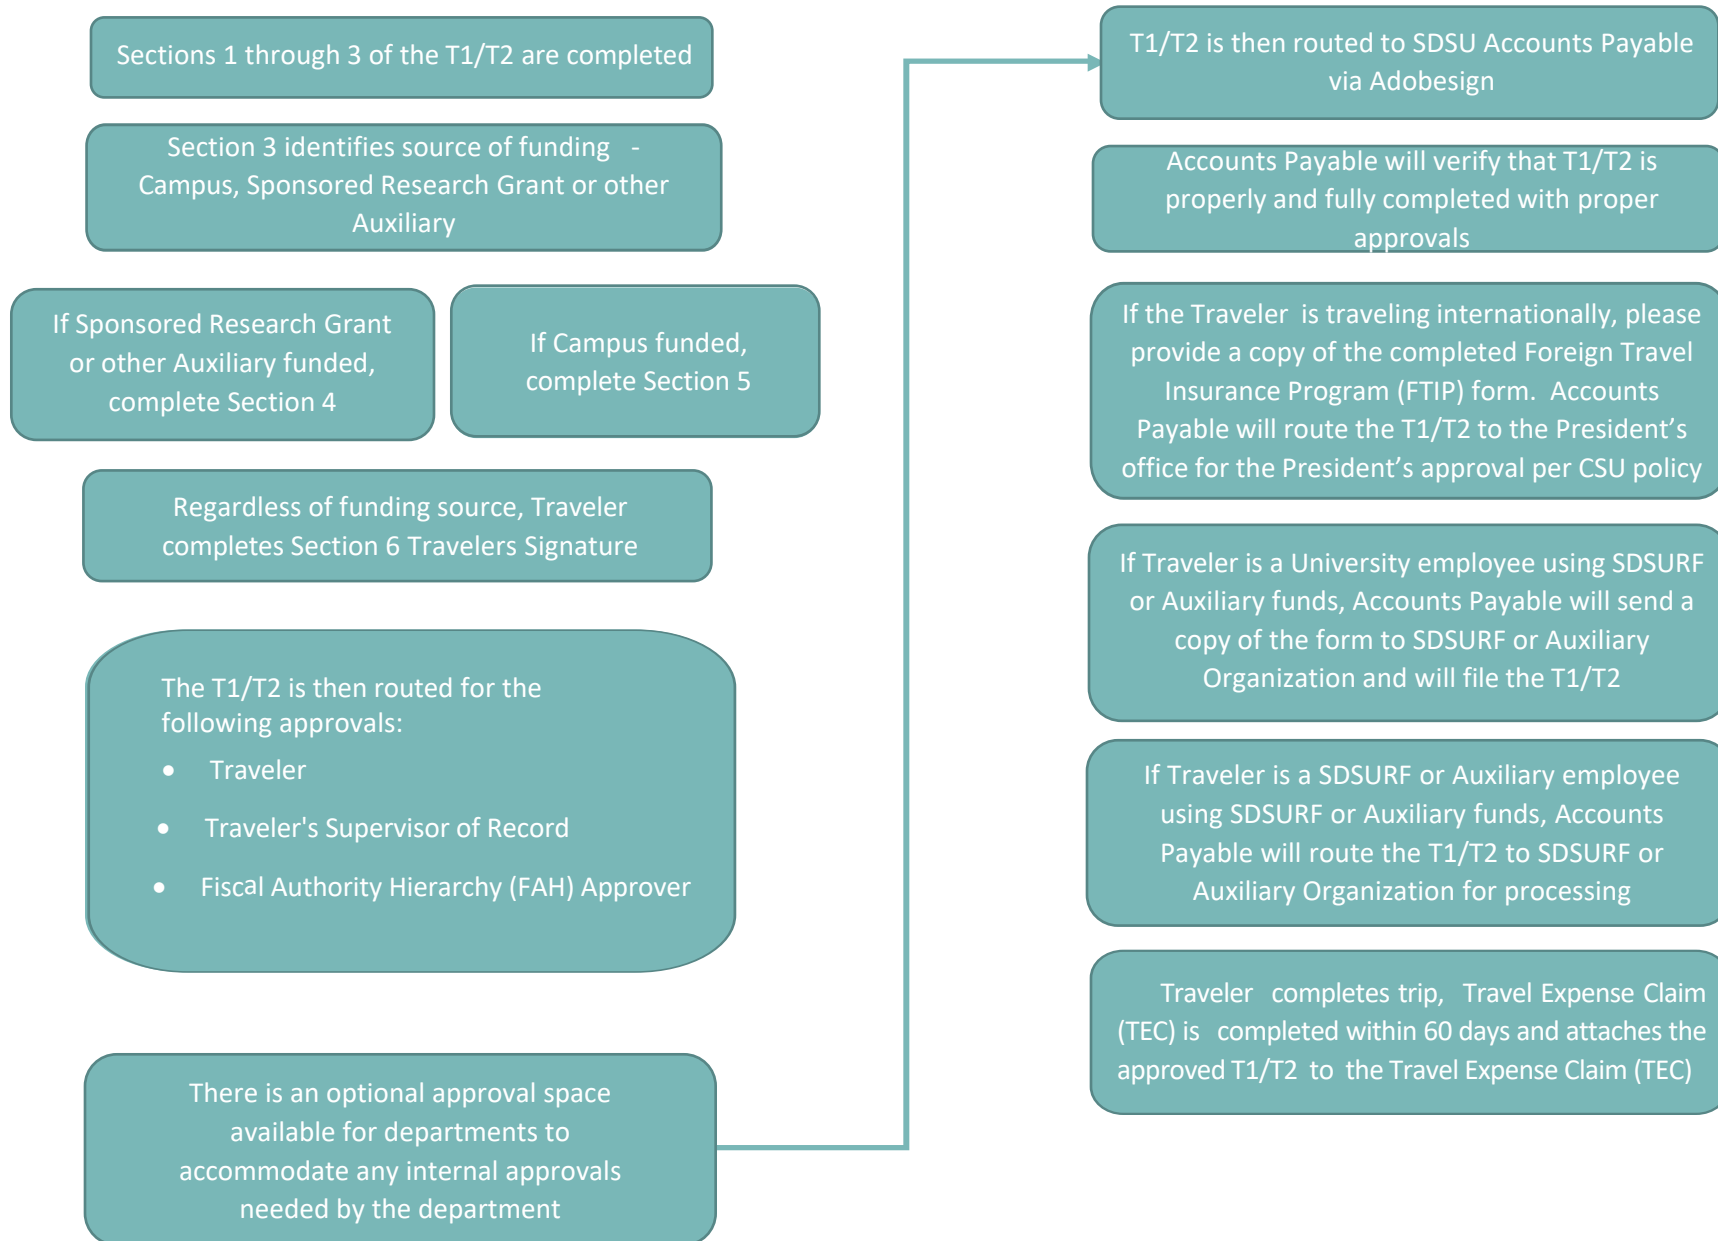 Sections 1 through 3 of the T1/T2 are completed
Section 3 identifies source of funding -
Campus, Sponsored Research Grant or other
Auxiliary
If Sponsored Research Grant
or other Auxiliary funded,
complete Section 4
If Campus funded,
complete Section 5
Regardless of funding source, Traveler
completes Section 6 Travelers Signature
The T1/T2 is then routed for the
following approvals:
• Traveler
• Traveler's Supervisor of Record
• Fiscal Authority Hierarchy (FAH) Approver
There is an optional approval space
available for departments to
accommodate any internal approvals
needed by the department
T1/T2 is then routed to SDSU Accounts Payable
via Adobesign
Accounts Payable will verify that T1/T2 is
properly and fully completed with proper
approvals
If the Traveler is traveling internationally, please
provide a copy of the completed Foreign Travel
Insurance Program (FTIP) form. Accounts
Payable will route the T1/T2 to the President’s
office for the President’s approval per CSU policy
If Traveler is a University employee using SDSURF
or Auxiliary funds, Accounts Payable will send a
copy of the form to SDSURF or Auxiliary
Organization and will file the T1/T2
If Traveler is a SDSURF or Auxiliary employee
using SDSURF or Auxiliary funds, Accounts
Payable will route the T1/T2 to SDSURF or
Auxiliary Organization for processing
Traveler completes trip, Travel Expense Claim
(TEC) is completed within 60 days and attaches the
approved T1/T2 to the Travel Expense Claim (TEC)